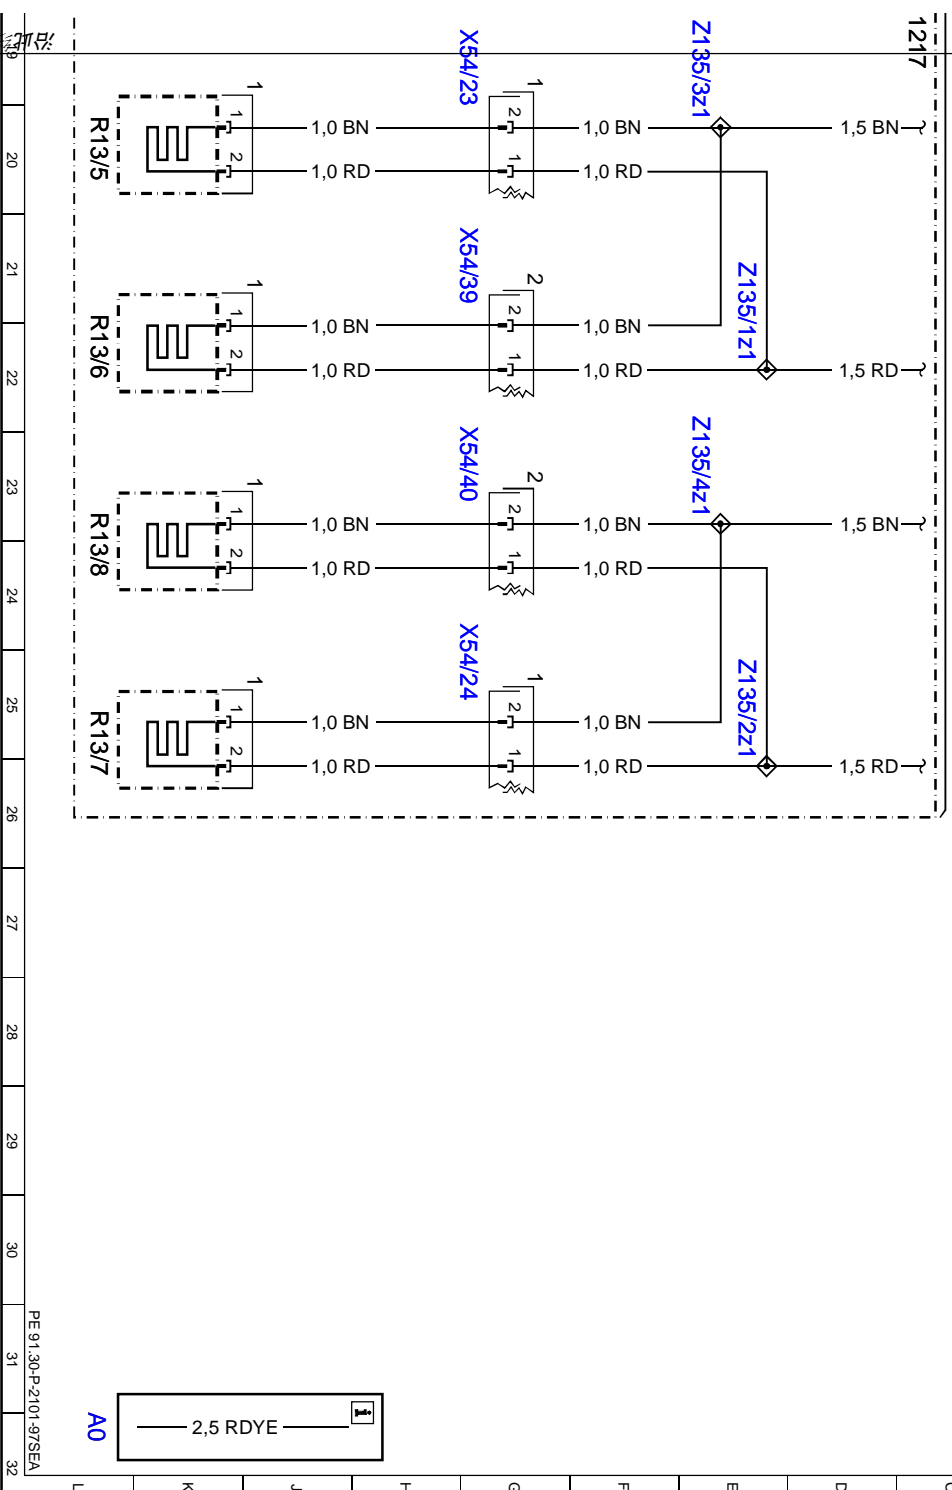 1217
Z135/3z1
1,5 BN
X54/23
1
2
1
1,0 BN
1,0 RD
1
1
2
1,0 BN
1,0 RD
R13/5
Z135/1z1
1,5 RD
X54/39
2
2
1
1,0 BN
1,0 RD
1
1
2
1,0 BN
1,0 RD
R13/6
Z135/4z1
1,5 BN
X54/40
2
2
1
1,0 BN
1,0 RD
1
1
2
1,0 BN
1,0 RD
R13/8
Z135/2z1
1,5 RD
X54/24
1
2
1
1,0 BN
1,0 RD
1
1
2
1,0 BN
1,0 RD
R13/7
i
2,5 RDYE
A0
PE 91.30-P-2101-97SEA
20
21
22
23
24
25
26
27
28
29
30
31
32
D
E
F
G
H
J
K
L